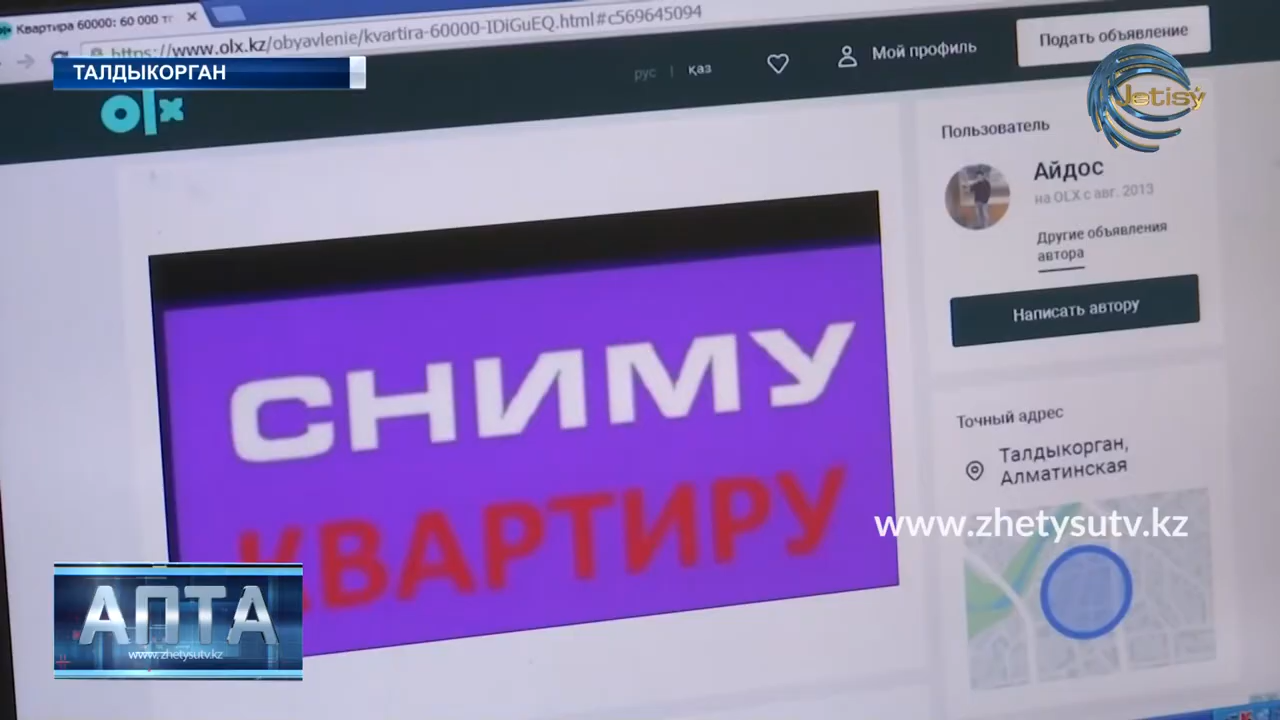 Квартира 60000: 60 000 тг
https://www.olx.kz/obyavlenie/kvartira-60000-IDiGuEQ.html#c569645094
ТАЛДЫКОРГАН
olx
рус | қаз
Мой профиль
Подать объявление
Jetisy
Пользователь
Айдос
на OLX с авг. 2013
Другие объявления
автора
Написать автору
СНИМУ
КВАРТИРУ
Точный адрес
Талдыкорган,
Алматинская
www.zhetysutv.kz
АПТА
www.zhetysutv.kz